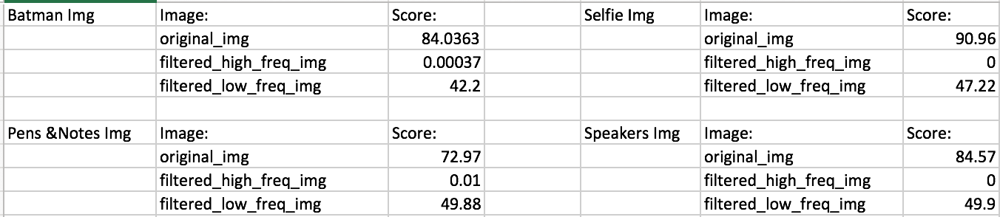 Batman Img Image: Score: Selfie Img Image: Score:
original_img 84.0363 original_img 90.96
filtered_high_freq_img 0.00037 filtered_high_freq_img 0
filtered_low_freq_img 42.2 filtered_low_freq_img 47.22
Pens &Notes Img Image: Score: Speakers Img Image: Score:
original_img 72.97 original_img 84.57
filtered_high_freq_img 0.01 filtered_high_freq_img 0
filtered_low_freq_img 49.88 filtered_low_freq_img 49.9